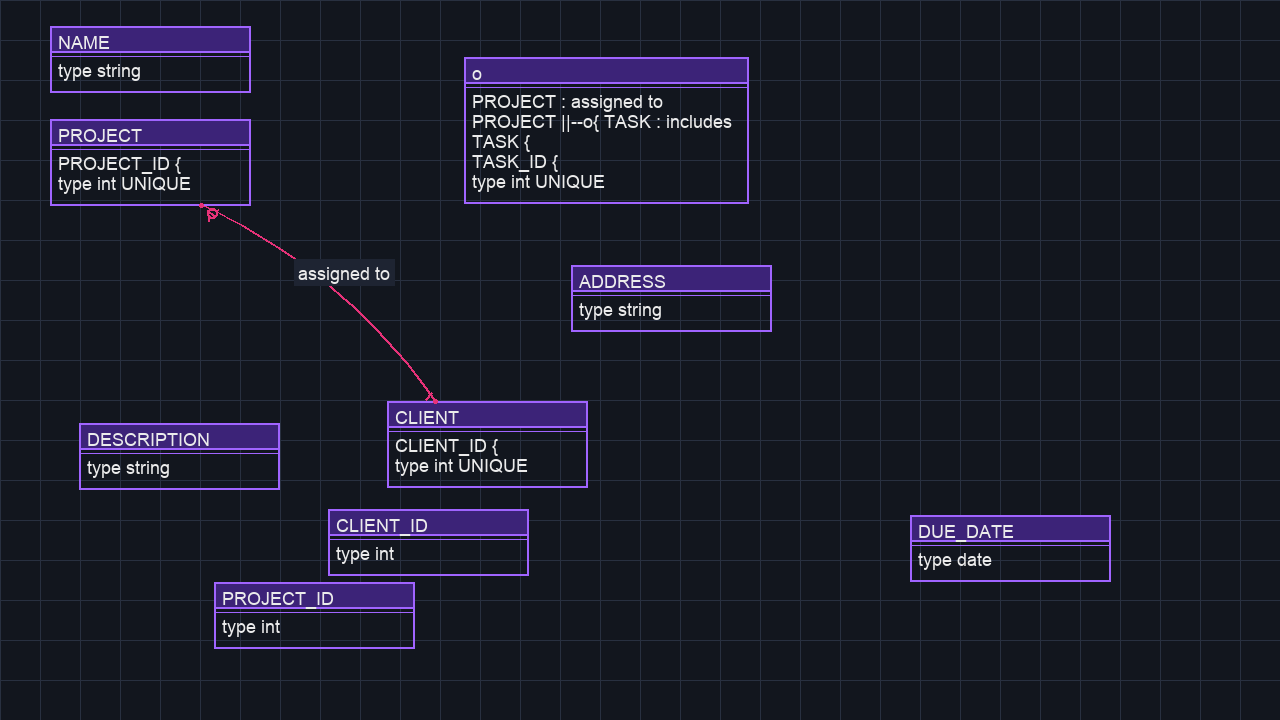 NAME
type string
PROJECT
PROJECT_ID {
type int UNIQUE
o
PROJECT : assigned to
PROJECT ||--o{ TASK : includes
TASK {
TASK_ID {
type int UNIQUE
assigned to
ADDRESS
type string
CLIENT
CLIENT_ID {
type int UNIQUE
DESCRIPTION
type string
CLIENT_ID
type int
DUE_DATE
type date
PROJECT_ID
type int